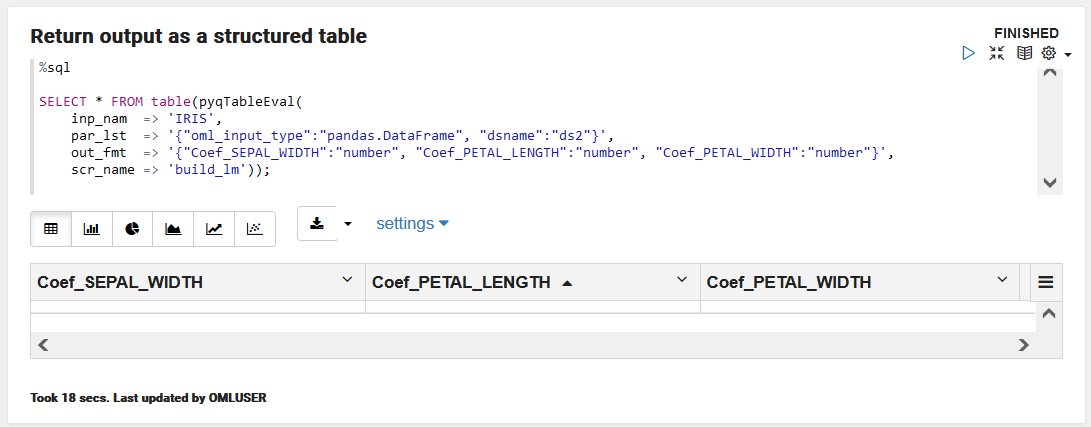 Return output as a structured table
FINISHED
%sql
SELECT * FROM table(pyqTableEval(
    inp_nam  => 'IRIS',
    par_lst  => '{"oml_input_type":"pandas.DataFrame", "dsname":"ds2"}',
    out_fmt  => '{"Coef_SEPAL_WIDTH":"number", "Coef_PETAL_LENGTH":"number", "Coef_PETAL_WIDTH":"number"}',
    scr_name => 'build_lm'));
settings
Coef_SEPAL_WIDTH Coef_PETAL_LENGTH Coef_PETAL_WIDTH
Took 18 secs. Last updated by OMLUSER